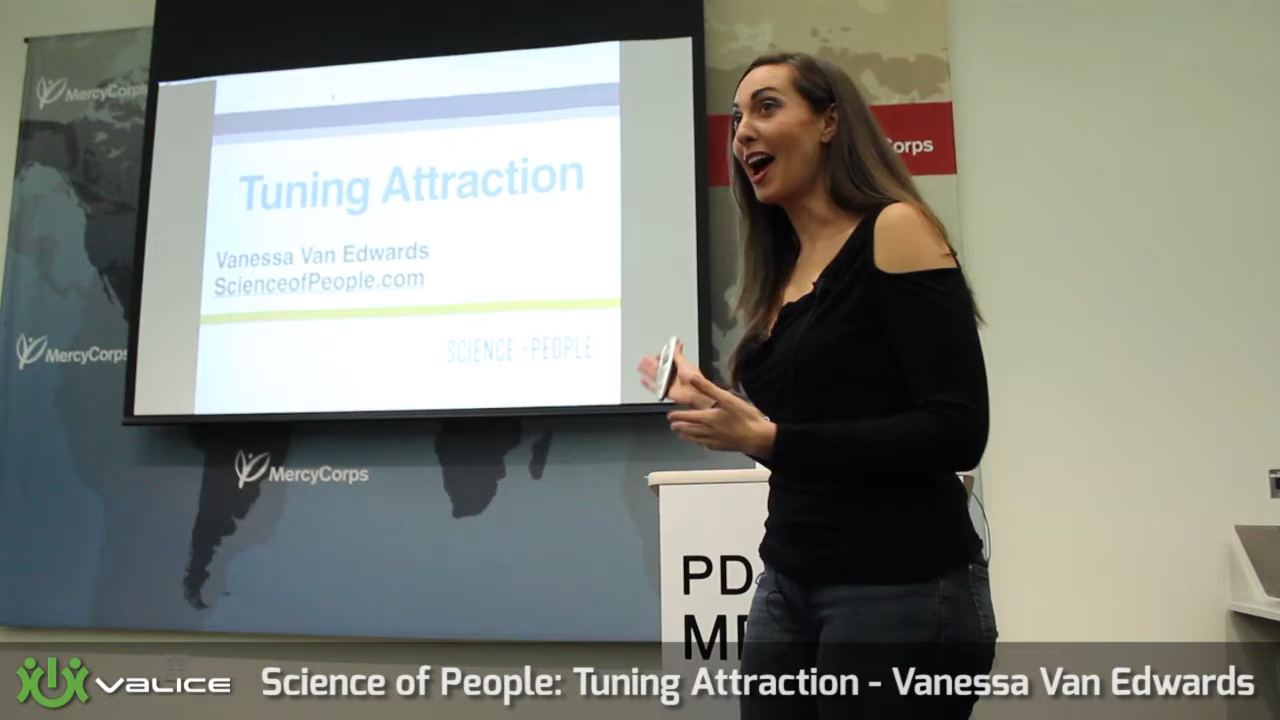 MercyCorps
Tuning Attraction
Vanessa Van Edwards
ScienceofPeople.com
SCIENCE of PEOPLE
Corps
MercyCorps
MercyCorps
PD
VALICE
Science of People: Tuning Attraction - Vanessa Van Edwards